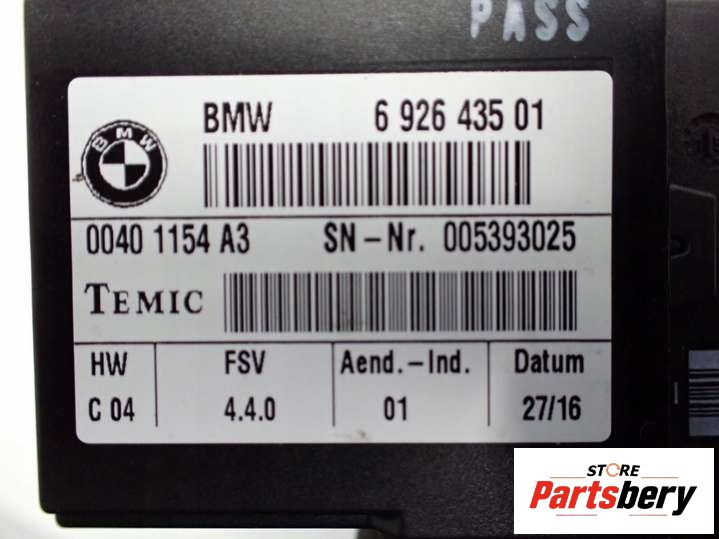 PASS
BMW
BMW 6 926 435 01
0040 1154 A3 SN-Nr. 005393025
TEMIC
HW FSV Aend.-Ind. Datum
C 04 4.4.0 01 27/16
STORE
Partsbery